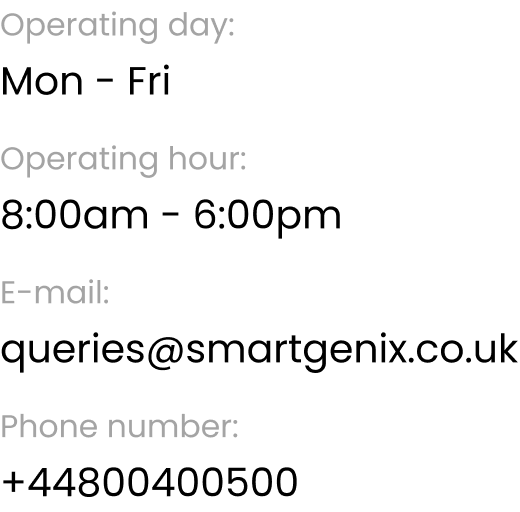 Operating day:
Mon - Fri
Operating hour:
8:00am - 6:00pm
E-mail:
queries@smartgenix.co.uk
Phone number:
+44800400500